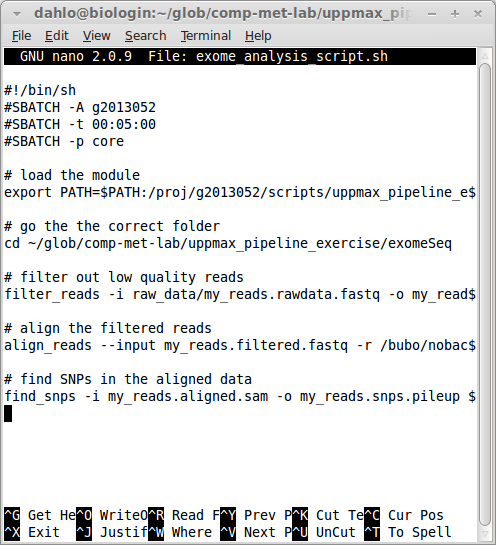 dahlo@biologin:~/glob/comp-met-lab/uppmax_pip
File Edit View Search Terminal Help
GNU nano 2.0.9 File: exome_analysis_script.sh
#!/bin/sh
#SBATCH -A g2013052
#SBATCH -t 00:05:00
#SBATCH -p core
# load the module
export PATH=$PATH:/proj/g2013052/scripts/uppmax_pipeline_e$
# go the the correct folder
cd ~/glob/comp-met-lab/uppmax_pipeline_exercise/exomeSeq
# filter out low quality reads
filter_reads -i raw_data/my_reads.rawdata.fastq -o my_read$
# align the filtered reads
align_reads --input my_reads.filtered.fastq -r /bubo/nobac$
# find SNPs in the aligned data
find_snps -i my_reads.aligned.sam -o my_reads.snps.pileup $
^G Get He^O WriteO^R Read F^Y Prev P^K Cut Te^C Cur Pos
^X Exit ^J Justif^W Where ^V Next P^U UnCut ^T To Spell